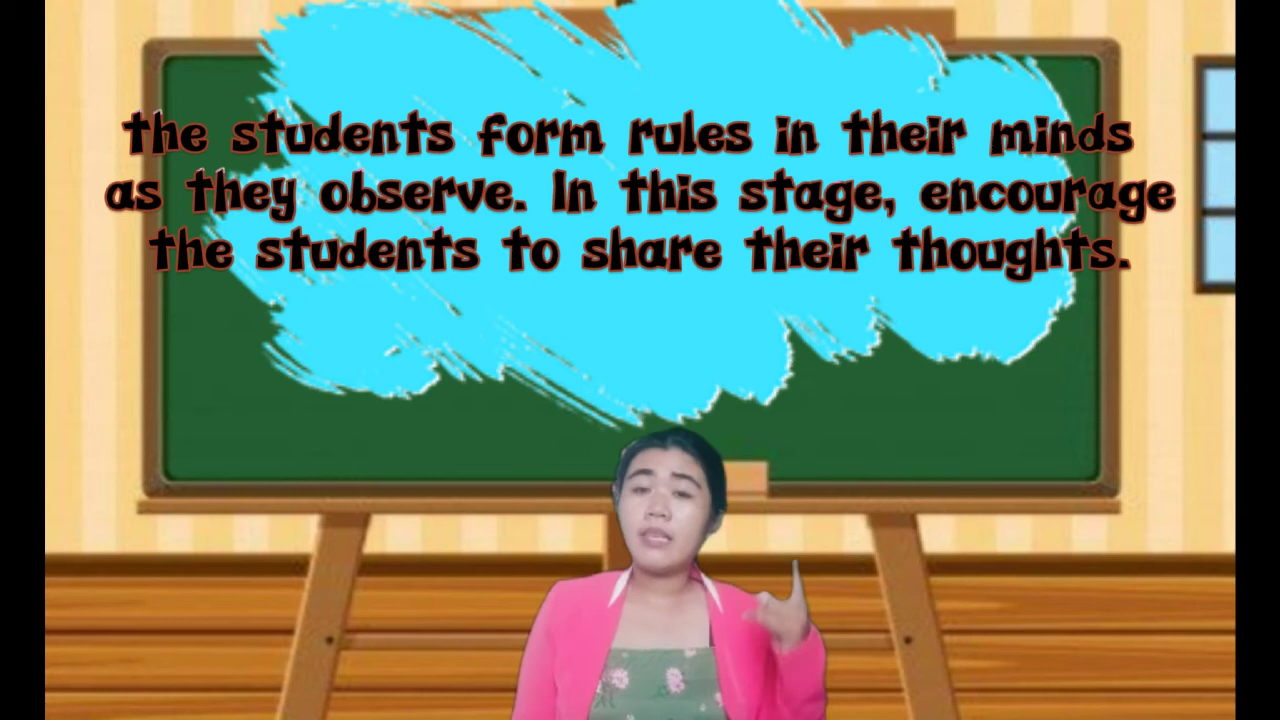 the students form rules in their minds
as they observe. In this stage, encourage
the students to share their thoughts.